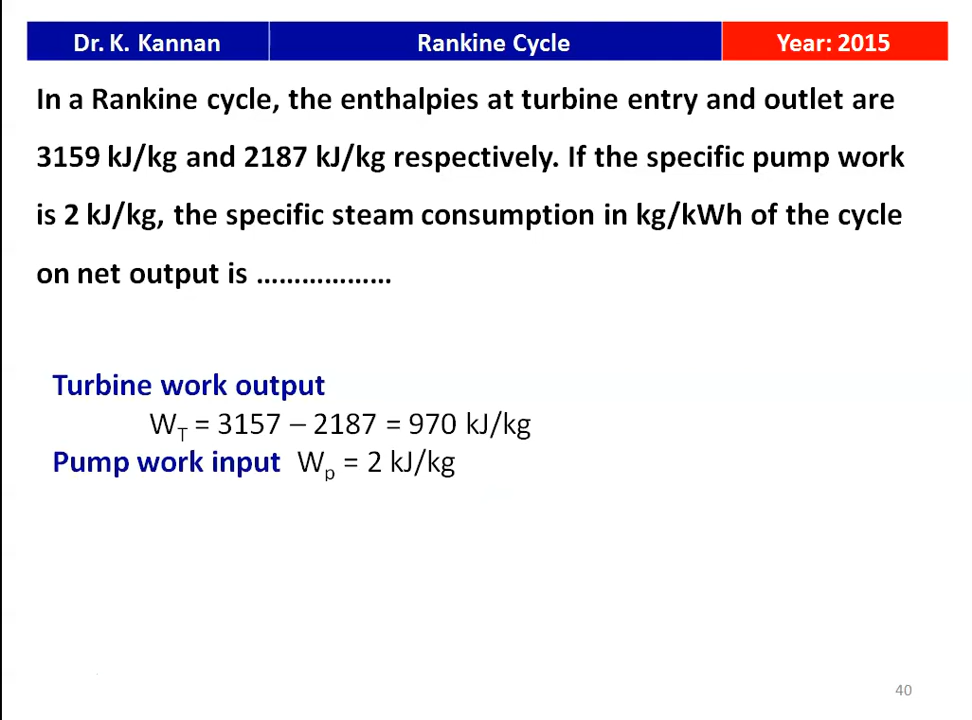 Dr. K. Kannan Rankine Cycle Year: 2015
In a Rankine cycle, the enthalpies at turbine entry and outlet are
3159 kJ/kg and 2187 kJ/kg respectively. If the specific pump work
is 2 kJ/kg, the specific steam consumption in kg/kWh of the cycle
on net output is ………………
Turbine work output
W_T = 3157 – 2187 = 970 kJ/kg
Pump work input W_p = 2 kJ/kg
40